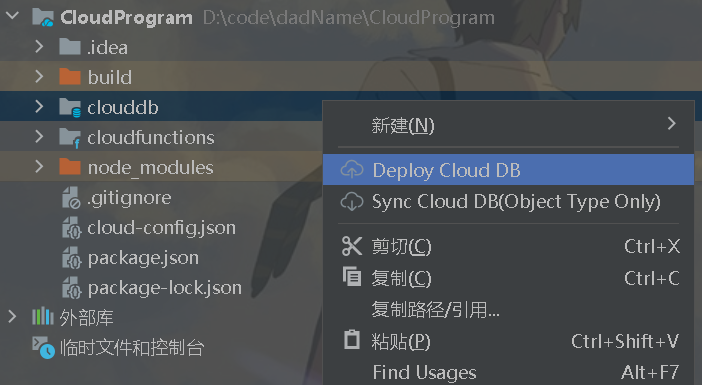 CloudProgram D:\code\dadName\CloudProgram
.idea
build
clouddb
新建(N)
cloudfunctions
Deploy Cloud DB
node_modules
Sync Cloud DB(Object Type Only)
.gitignore
cloud-config.json
剪切(C) Ctrl+X
package.json
复制(C) Ctrl+C
package-lock.json
复制路径/引用...
外部库
粘贴(P) Ctrl+Shift+V
临时文件和控制台
Find Usages Alt+F7